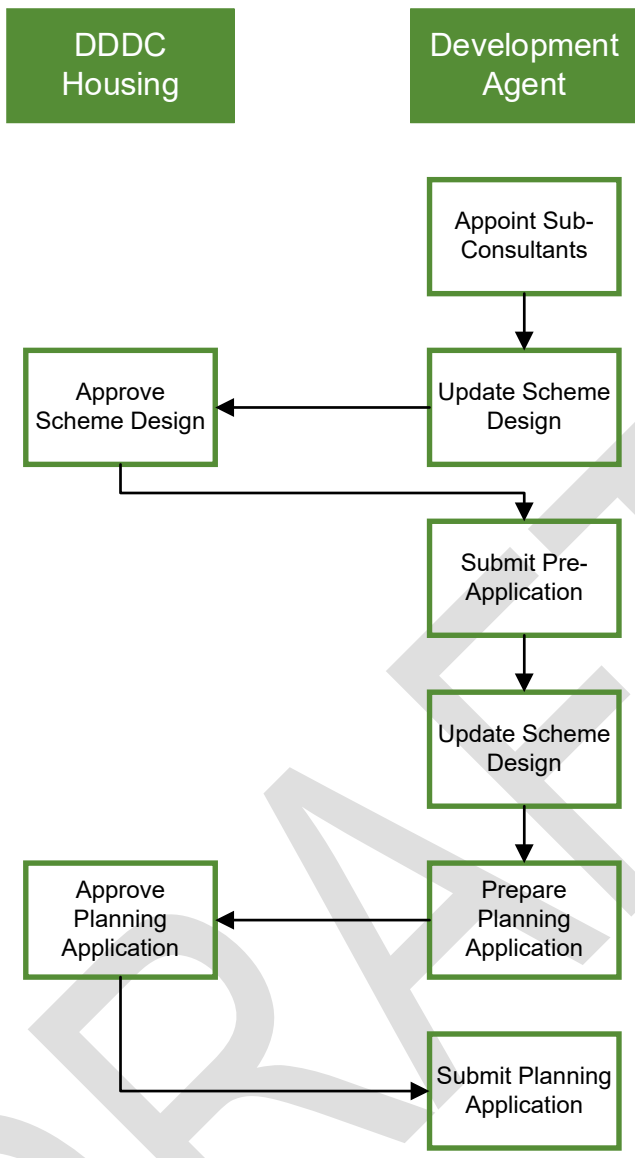 DDDC
Housing
Development
Agent
Appoint Sub-
Consultants
Approve
Scheme Design
Update Scheme
Design
Submit Pre-
Application
Update Scheme
Design
Approve
Planning
Application
Prepare
Planning
Application
Submit Planning
Application
DRAFT